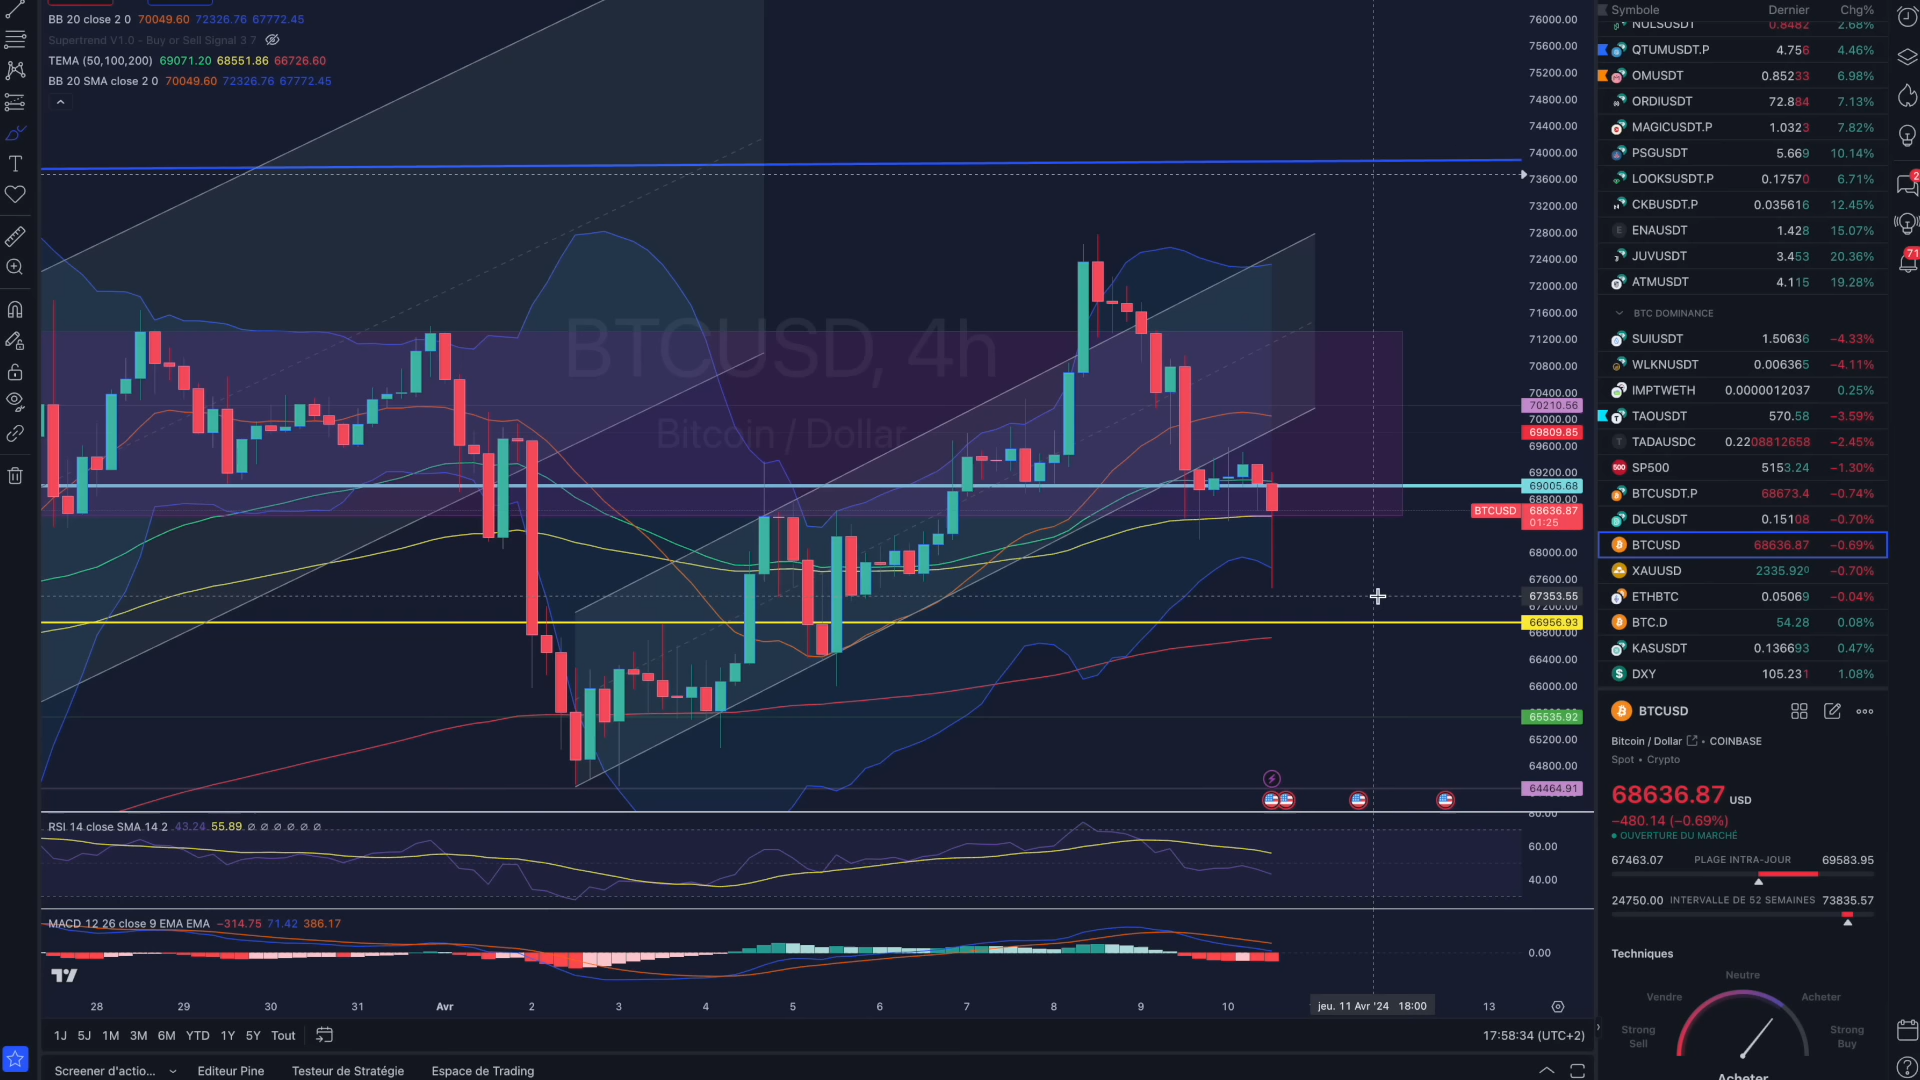 BB 20 close 2 0 70049.60 72326.76 67772.45
Supertrend V1.0 - Buy or Sell Signal 3 7
TEMA (50,100,200) 69071.20 68551.86 66726.60
BB 20 SMA close 2 0 70049.60 72326.76 67772.45
BTCUSD, 4h
Bitcoin / Dollar
76000.00
75600.00
75200.00
74800.00
74400.00
74000.00
73600.00
73200.00
72800.00
72400.00
72000.00
71600.00
71200.00
70800.00
70400.00
70210.56
70000.00
69809.85
69600.00
69200.00
69005.68
68800.00
BTCUSD 68636.87
01:25
68000.00
67600.00
67353.55
67200.00
66956.93
66800.00
66400.00
66000.00
65535.92
65200.00
64800.00
64464.91
RSI 14 close SMA 14 2 43.24 55.89 ∅ ∅ ∅ ∅ ∅ ∅
80.00
60.00
40.00
MACD 12 26 close 9 EMA EMA −314.75 71.42 386.17
0.00
28 29 30 31 Avr 2 3 4 5 6 7 8 9 10 jeu. 11 Avr '24 18:00 13
1J 5J 1M 3M 6M YTD 1Y 5Y Tout
17:58:34 (UTC+2)
Screener d'actio... Editeur Pine Testeur de Stratégie Espace de Trading
Symbole Dernier Chg%
NULSUSDT 0.8482 2.68%
QTUMUSDT.P 4.756 4.46%
OMUSDT 0.85233 6.98%
ORDIUSDT 72.884 7.13%
MAGICUSDT.P 1.0323 7.82%
PSGUSDT 5.669 10.14%
LOOKSUSDT.P 0.17570 6.71%
CKBUSDT.P 0.035616 12.45%
E ENAUSDT 1.428 15.07%
JUVUSDT 3.453 20.36%
ATMUSDT 4.115 19.28%
BTC DOMINANCE
SUIUSDT 1.50636 −4.33%
WLKNUSDT 0.006365 −4.11%
IMPTWETH 0.0000012037 0.25%
TAOUSDT 570.58 −3.59%
T TADAUSDC 0.2208812658 −2.45%
500 SP500 5153.24 −1.30%
BTCUSDT.P 68673.4 −0.74%
DLCUSDT 0.15108 −0.70%
BTCUSD 68636.87 −0.69%
XAUUSD 2335.920 −0.70%
ETHBTC 0.05069 −0.04%
BTC.D 54.28 0.08%
KASUSDT 0.136693 0.47%
$ DXY 105.231 1.08%
BTCUSD
Bitcoin / Dollar • COINBASE
Spot • Crypto
68636.87 USD
−480.14 (−0.69%)
OUVERTURE DU MARCHÉ
67463.07 PLAGE INTRA-JOUR 69583.95
24750.00 INTERVALLE DE 52 SEMAINES 73835.57
Techniques
Neutre
Vendre Acheter
Strong Sell
Strong Buy
Acheter
2
71